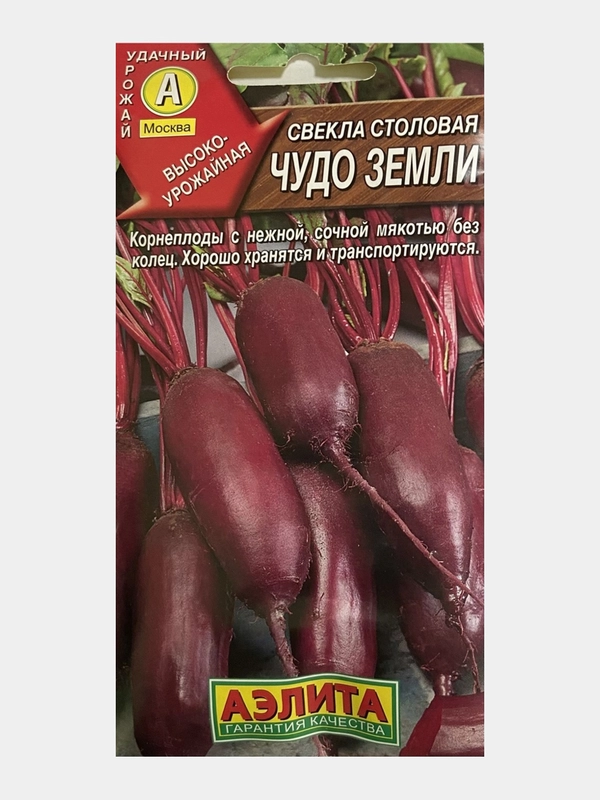 УДАЧНЫЙ
УРОЖАЙ
А
Москва
ВЫСОКО-
УРОЖАЙНАЯ
СВЕКЛА СТОЛОВАЯ
ЧУДО ЗЕМЛИ
Корнеплоды с нежной, сочной мякотью без
колец. Хорошо хранятся и транспортируются.
АЭЛИТА
ГАРАНТИЯ КАЧЕСТВА